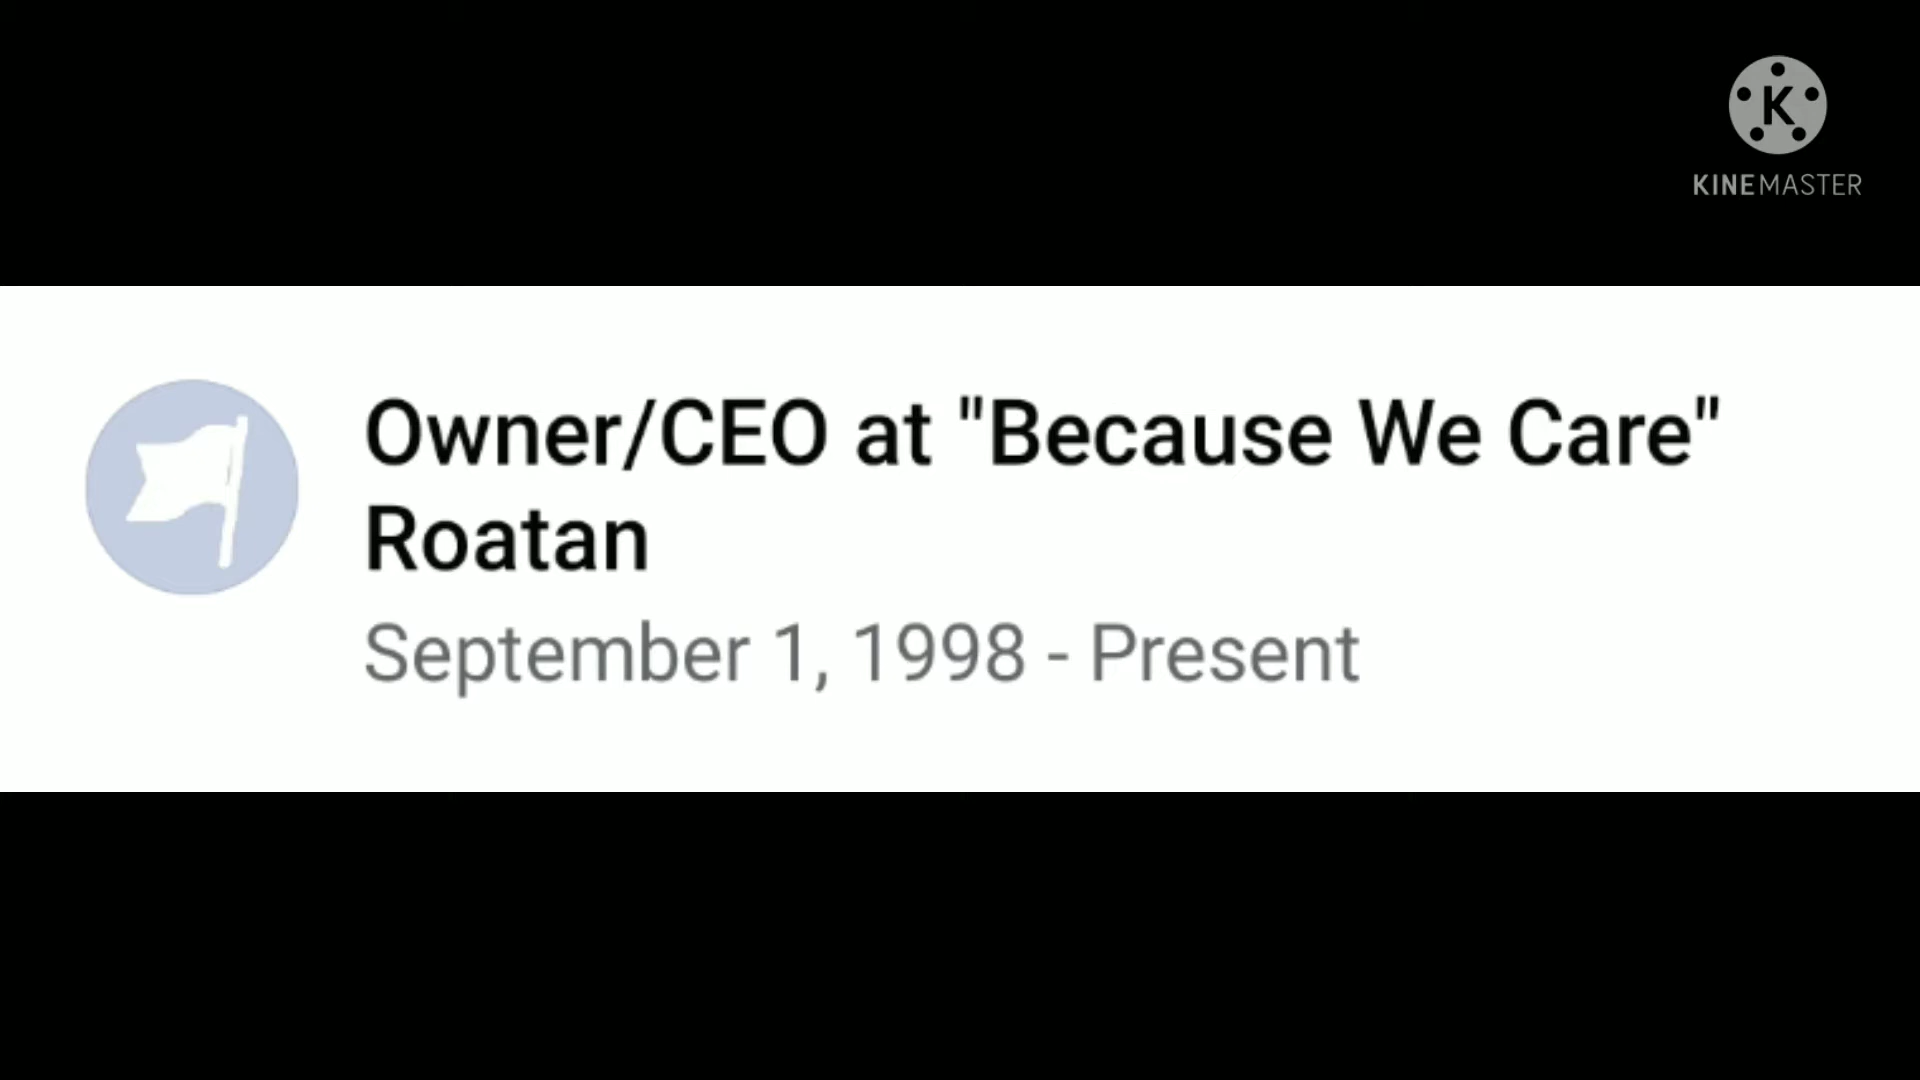 K
KINEMASTER
Owner/CEO at "Because We Care"
Roatan
September 1, 1998 - Present